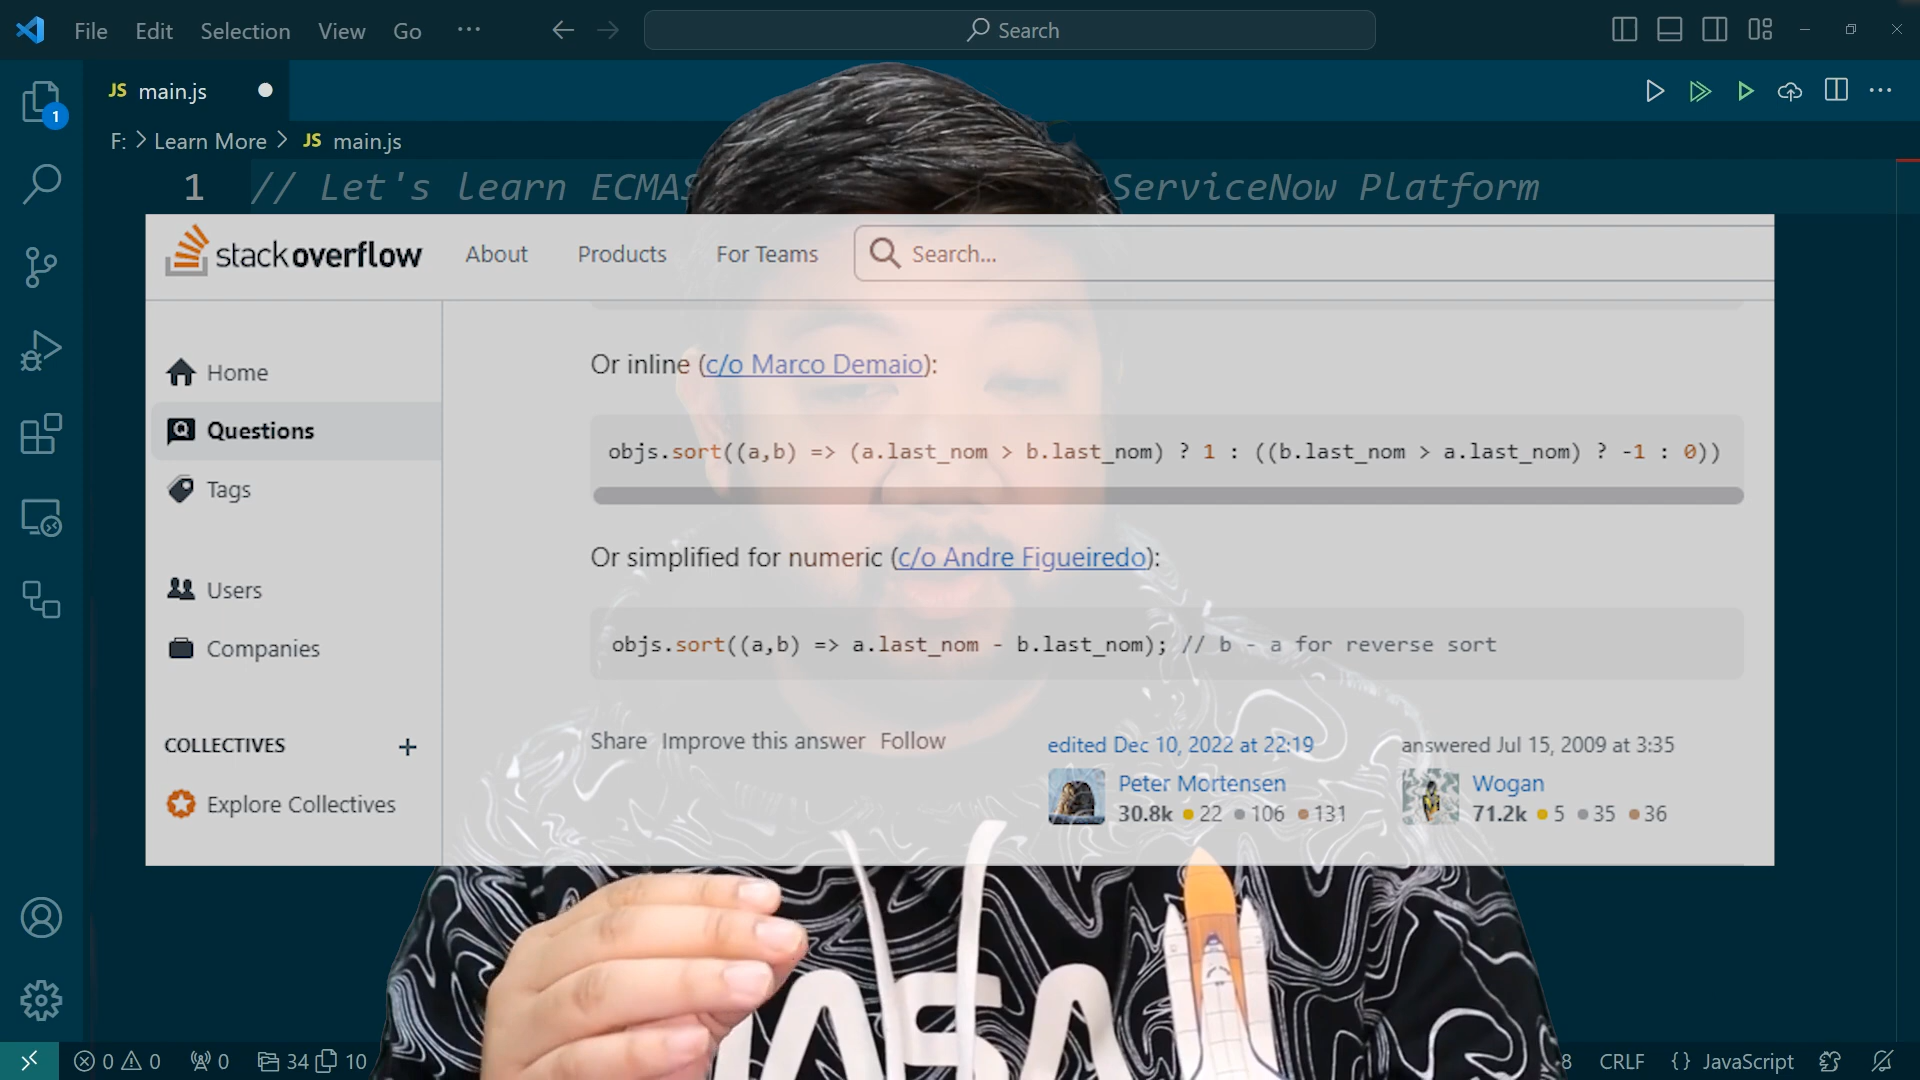 File Edit Selection View Go ··· Search
JS main.js
1
F: > Learn More > JS main.js
1 // Let's learn ECMAS ServiceNow Platform
stackoverflow About Products For Teams Search...
Home
Questions
Tags
Users
Companies
COLLECTIVES +
Explore Collectives
Or inline (c/o Marco Demaio):
objs.sort((a,b) => (a.last_nom > b.last_nom) ? 1 : ((b.last_nom > a.last_nom) ? -1 : 0))
Or simplified for numeric (c/o Andre Figueiredo):
objs.sort((a,b) => a.last_nom - b.last_nom); // b - a for reverse sort
Share Improve this answer Follow
edited Dec 10, 2022 at 22:19
Peter Mortensen
30.8k 22 106 131
answered Jul 15, 2009 at 3:35
Wogan
71.2k 5 35 36
NASA
0 0 0 34 10 8 CRLF {} JavaScript